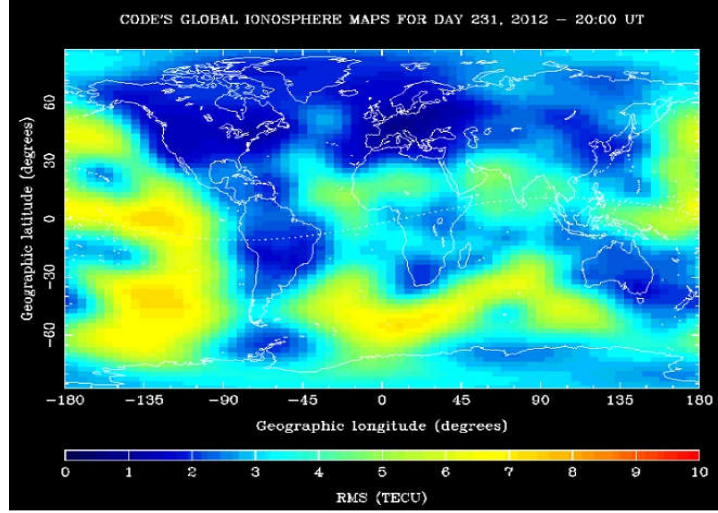 CODE'S GLOBAL IONOSPHERE MAPS FOR DAY 231, 2012 − 20:00 UT
Geographic latitude (degrees)
60
30
0
−30
−60
−180 −135 −90 −45 0 45 90 135 180
Geographic longitude (degrees)
0 1 2 3 4 5 6 7 8 9 10
RMS (TECU)